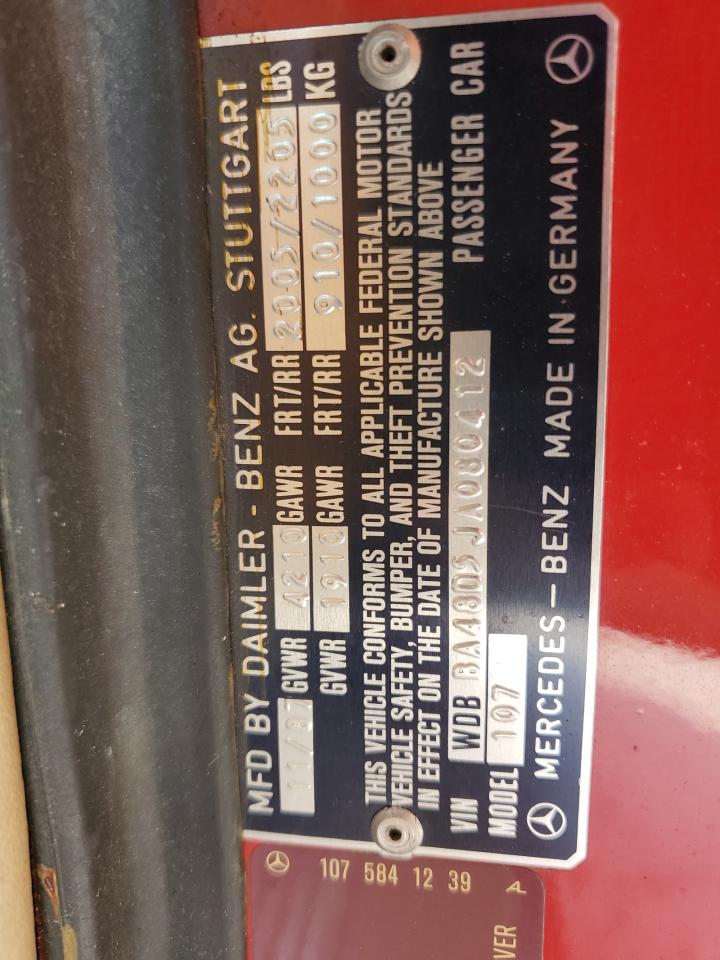 MFD BY DAIMLER - BENZ AG. STUTTGART
11/87 GVWR 4210 GAWR FRT/RR 2005/2205 LBS
GVWR 1910 GAWR FRT/RR 910/1000 KG
THIS VEHICLE CONFORMS TO ALL APPLICABLE FEDERAL MOTOR
VEHICLE SAFETY, BUMPER, AND THEFT PREVENTION STANDARDS
IN EFFECT ON THE DATE OF MANUFACTURE SHOWN ABOVE
VIN WDB BA48D5JA080412 PASSENGER CAR
MODEL 107
MERCEDES-BENZ MADE IN GERMANY
107 584 12 39 A
VER